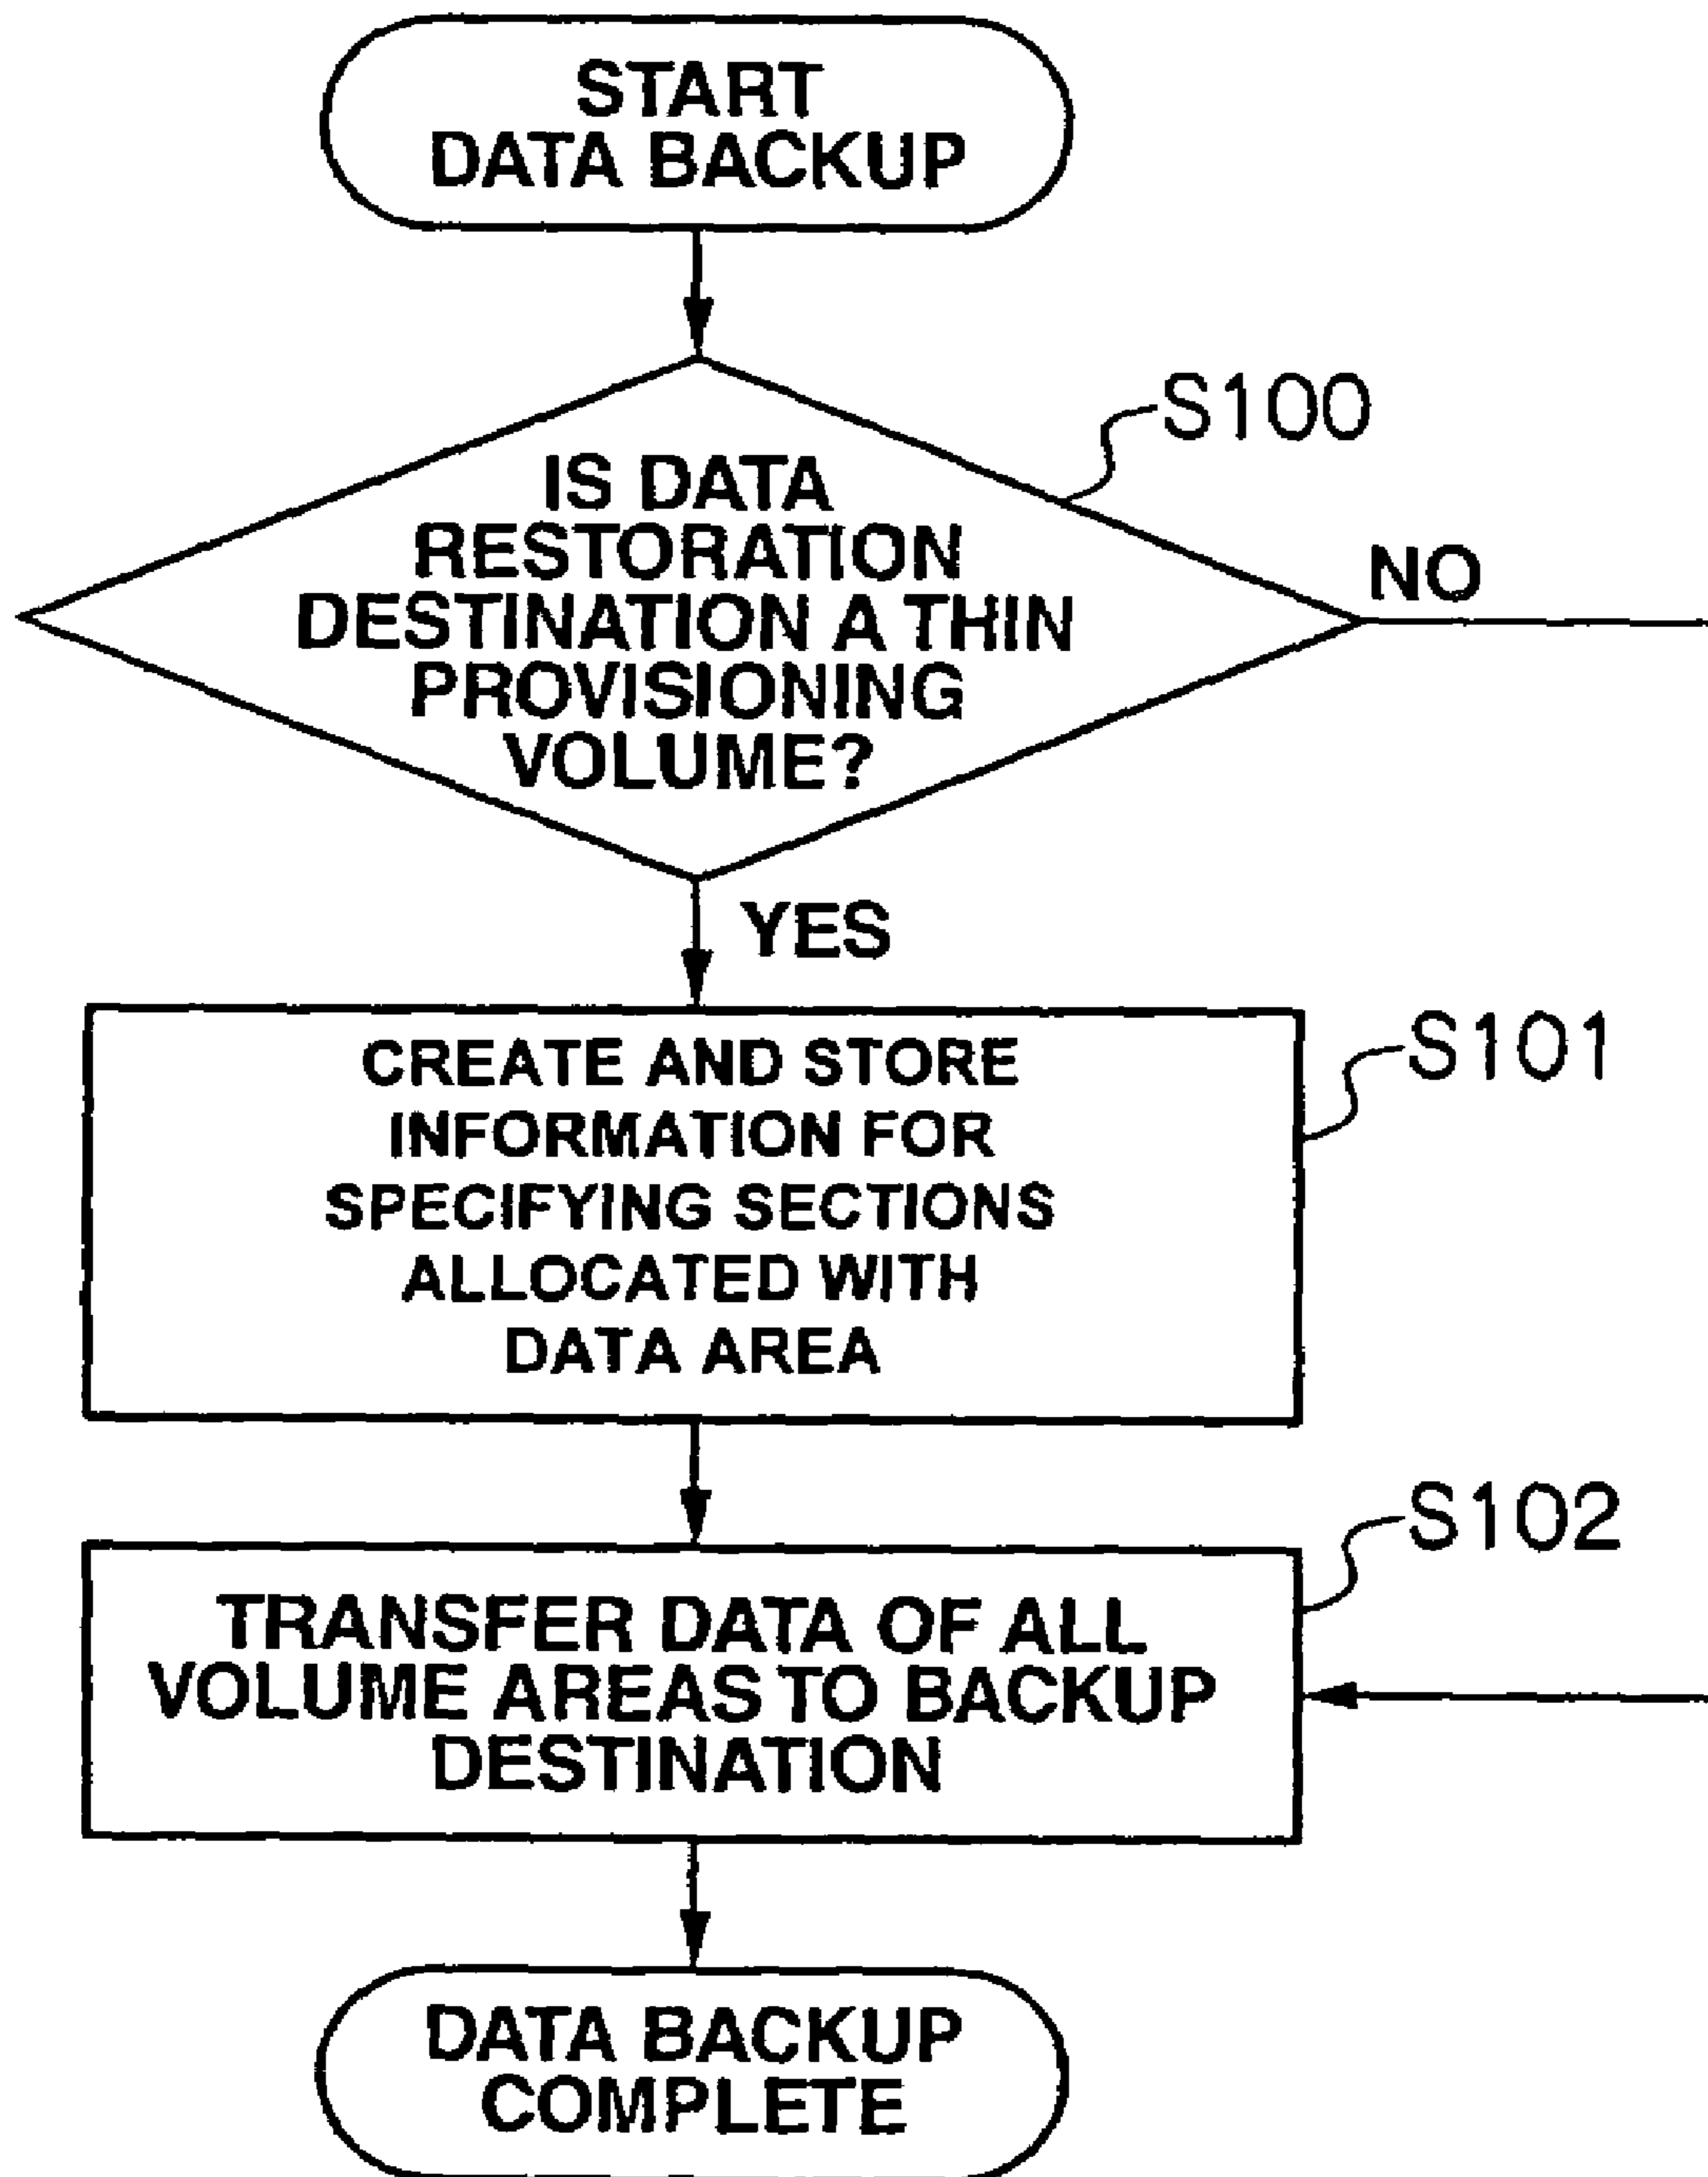 START
DATA BACKUP
S100
IS DATA
RESTORATION
DESTINATION A THIN
PROVISIONING
VOLUME?
NO
YES
S101
CREATE AND STORE
INFORMATION FOR
SPECIFYING SECTIONS
ALLOCATED WITH
DATA AREA
S102
TRANSFER DATA OF ALL
VOLUME AREAS TO BACKUP
DESTINATION
DATA BACKUP
COMPLETE